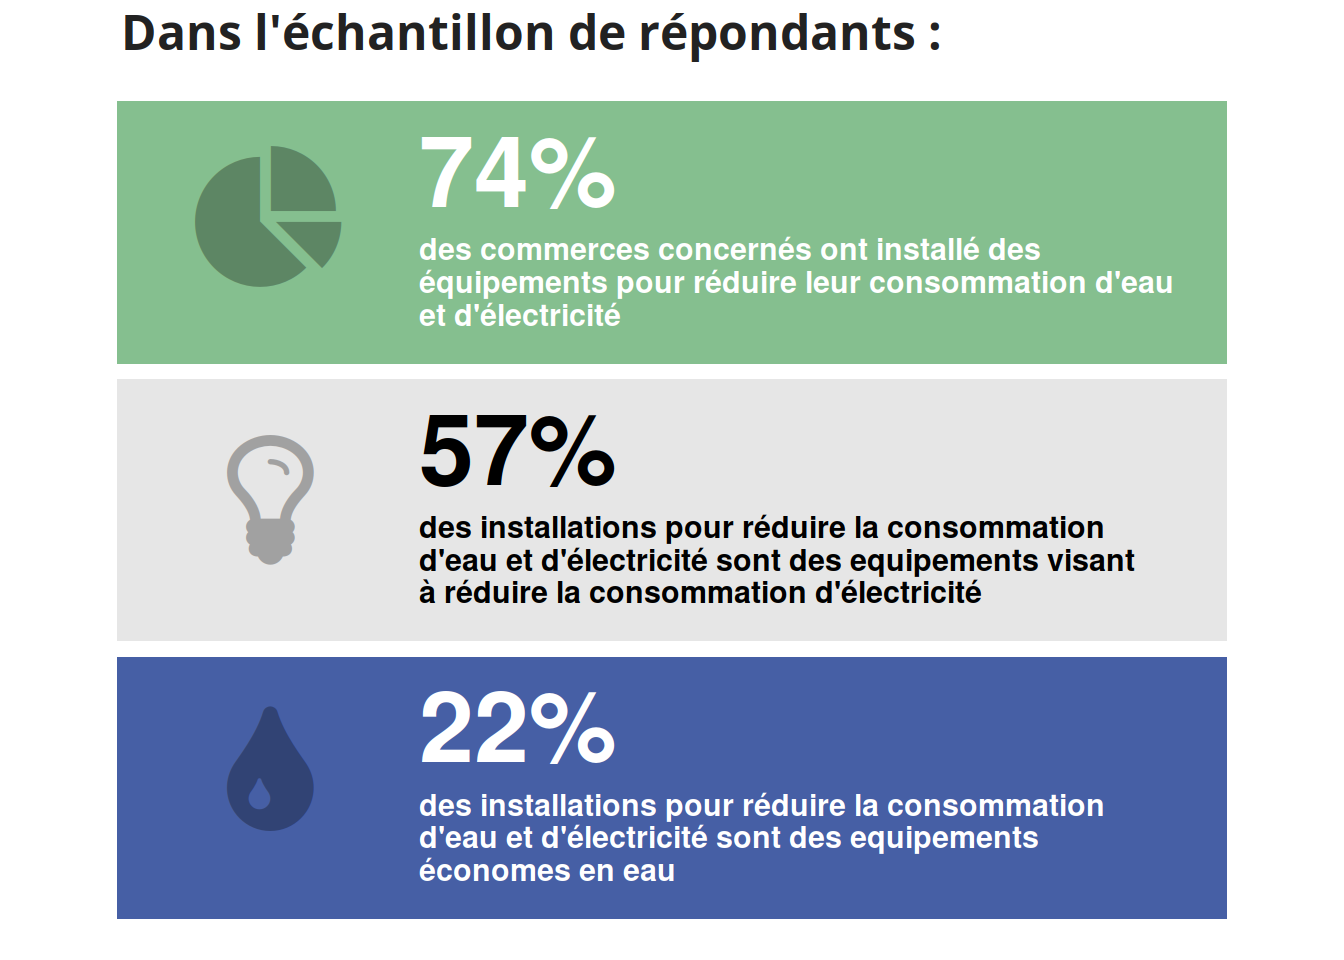 Dans l'échantillon de répondants :
74%
des commerces concernés ont installé des
équipements pour réduire leur consommation d'eau
et d'électricité
57%
des installations pour réduire la consommation
d'eau et d'électricité sont des equipements visant
à réduire la consommation d'électricité
22%
des installations pour réduire la consommation
d'eau et d'électricité sont des equipements
économes en eau